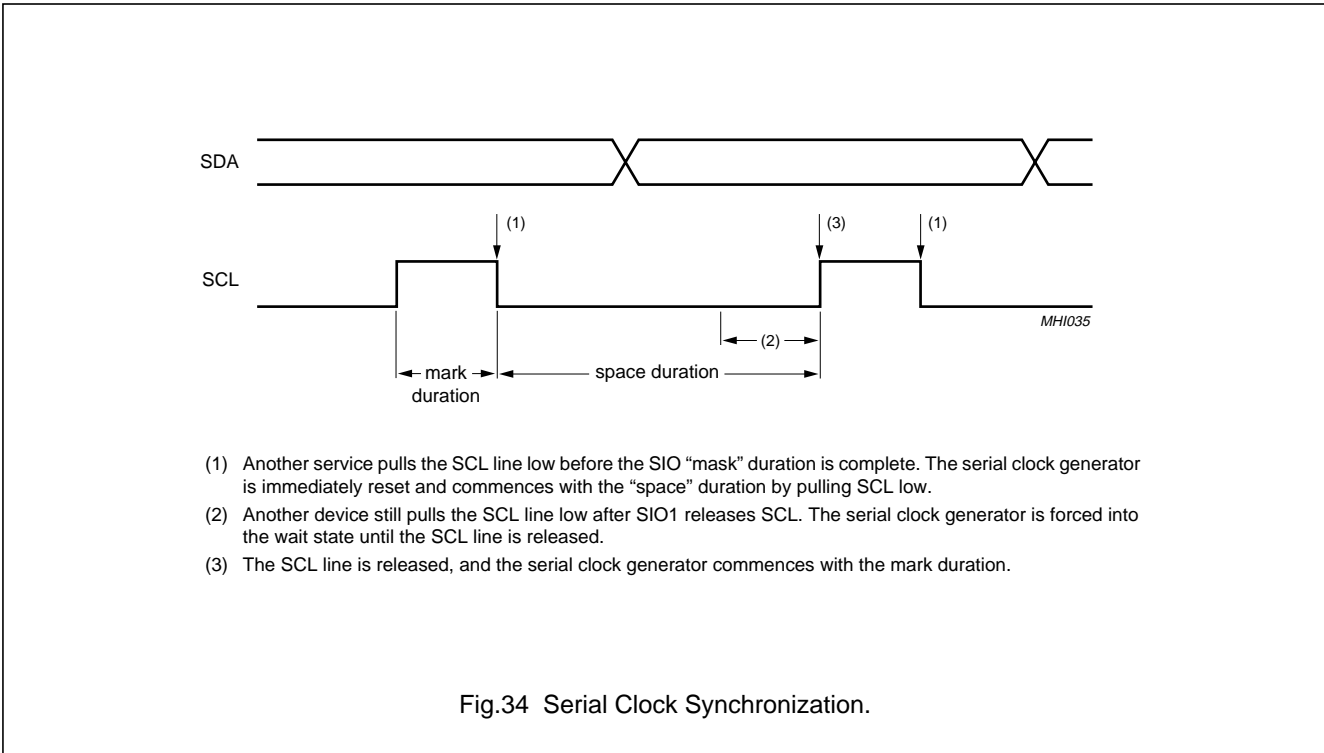 SDA
(1)
(3)
(1)
SCL
MHI035
(2)
mark
duration
space duration
(1) Another service pulls the SCL line low before the SIO “mask” duration is complete. The serial clock generator
is immediately reset and commences with the “space” duration by pulling SCL low.
(2) Another device still pulls the SCL line low after SIO1 releases SCL. The serial clock generator is forced into
the wait state until the SCL line is released.
(3) The SCL line is released, and the serial clock generator commences with the mark duration.
Fig.34 Serial Clock Synchronization.